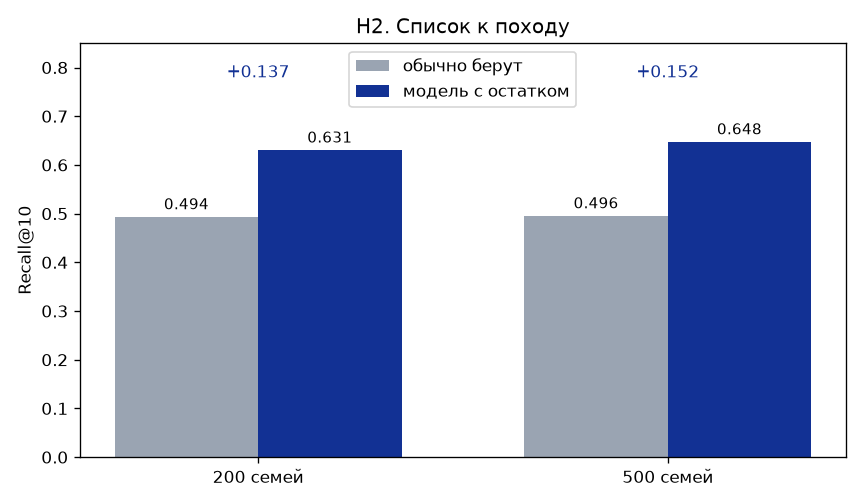 H2. Список к походу
+0.137
+0.152
обычно берут
модель с остатком
0.494
0.631
0.496
0.648
Recall@10
0.8
0.7
0.6
0.5
0.4
0.3
0.2
0.1
0.0
200 семей
500 семей